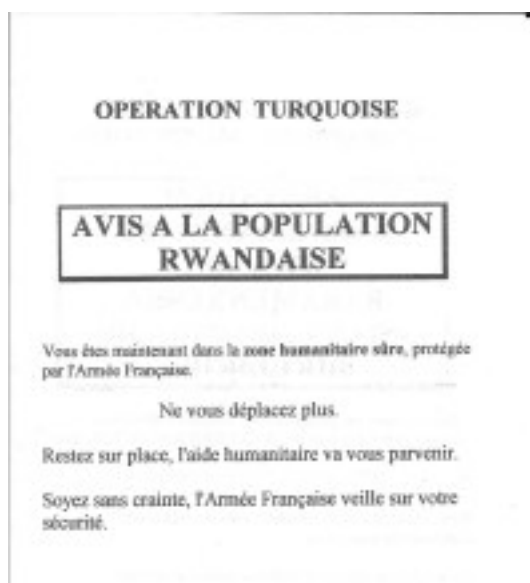 OPERATION TURQUOISE
AVIS A LA POPULATION
RWANDAISE
Vous êtes maintenant dans la zone humanitaire sûre, protégée
par l'Armée Française.
Ne vous déplacez plus.
Restez sur place, l'aide humanitaire va vous parvenir.
Soyez sans crainte, l'Armée Française veille sur votre
sécurité.